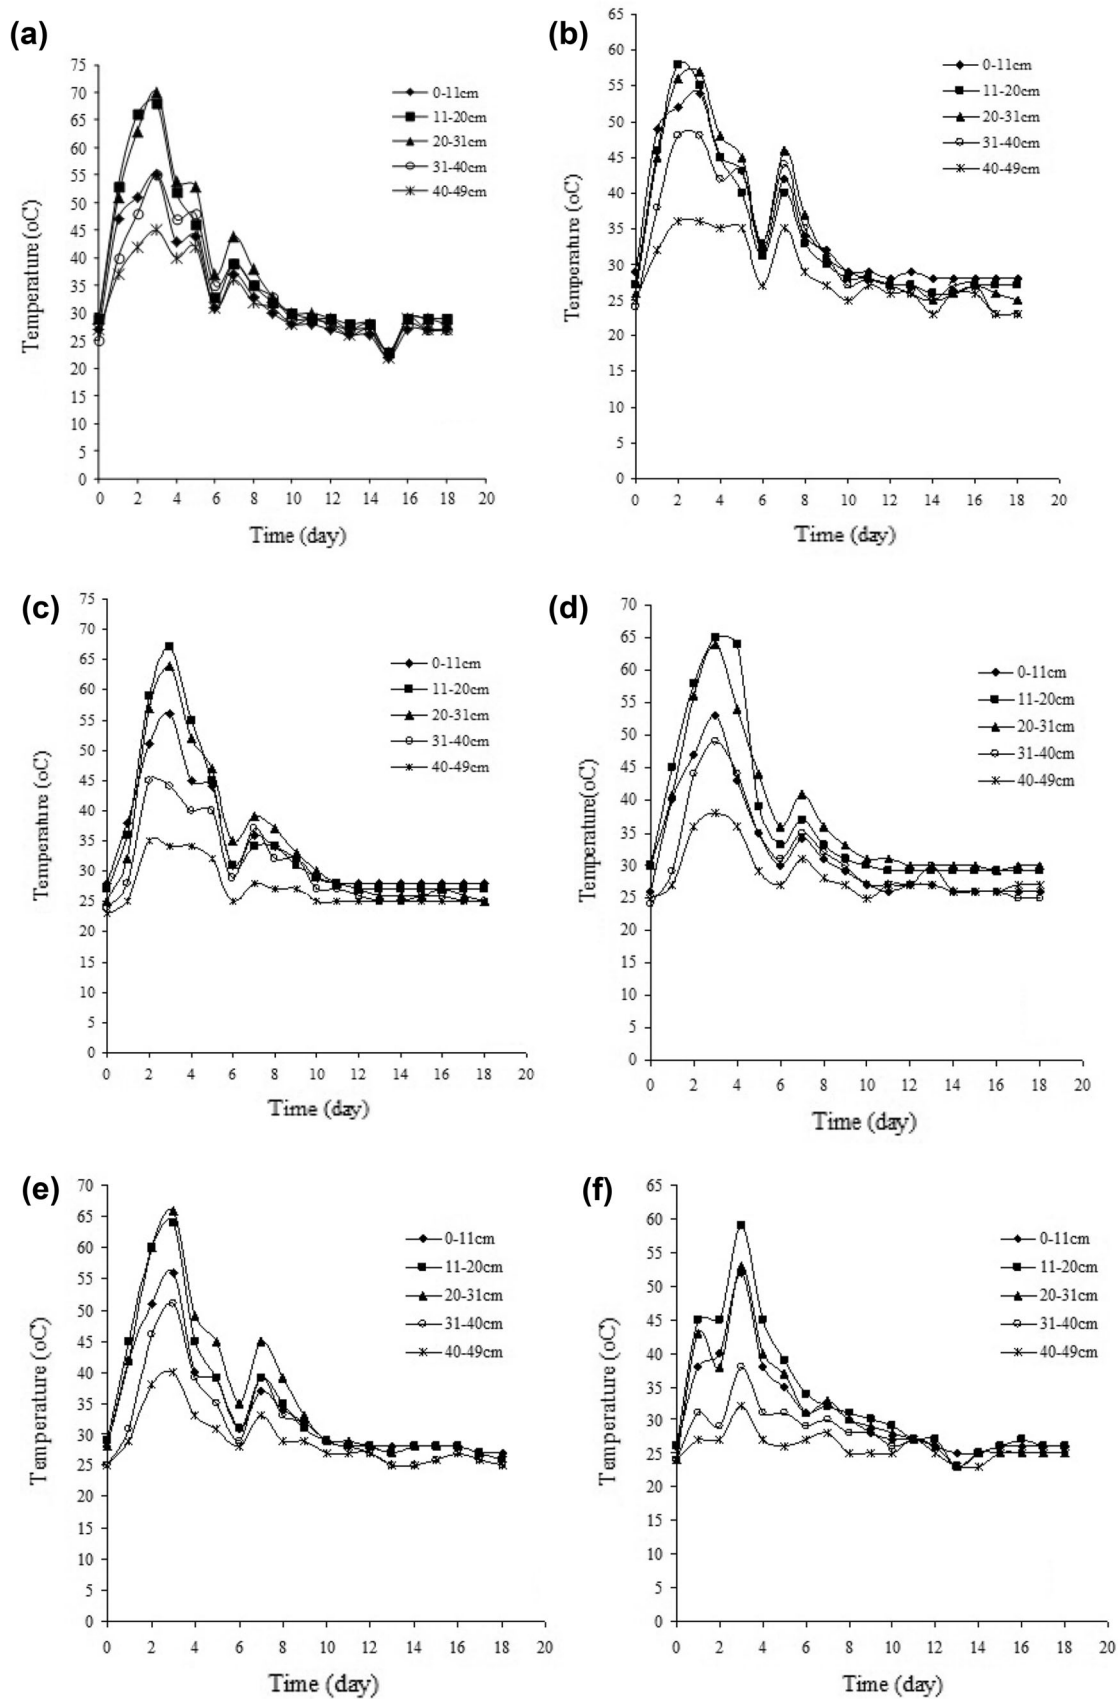 (a)
75
70
65
60
55
50
45
40
35
30
25
20
15
10
5
0
0 2 4 6 8 10 12 14 16 18 20
Temperature (oC)
Time (day)
0-11cm
11-20cm
20-31cm
31-40cm
40-49cm
(b)
65
60
55
50
45
40
35
30
25
20
15
10
5
0
0 2 4 6 8 10 12 14 16 18 20
Temperature (oC)
Time (day)
0-11cm
11-20cm
20-31cm
31-40cm
40-49cm
(c)
75
70
65
60
55
50
45
40
35
30
25
20
15
10
5
0
0 2 4 6 8 10 12 14 16 18 20
Temperature (oC)
Time (day)
0-11cm
11-20cm
20-31cm
31-40cm
40-49cm
(d)
70
65
60
55
50
45
40
35
30
25
20
15
10
5
0
0 2 4 6 8 10 12 14 16 18 20
Temperature(oC)
Time (day)
0-11cm
11-20cm
20-31cm
31-40cm
40-49cm
(e)
70
65
60
55
50
45
40
35
30
25
20
15
10
5
0
0 2 4 6 8 10 12 14 16 18 20
Temperature (oC)
Time (day)
0-11cm
11-20cm
20-31cm
31-40cm
40-49cm
(f)
65
60
55
50
45
40
35
30
25
20
15
10
5
0
0 2 4 6 8 10 12 14 16 18 20
Temperature (oC)
Time (day)
0-11cm
11-20cm
20-31cm
31-40cm
40-49cm